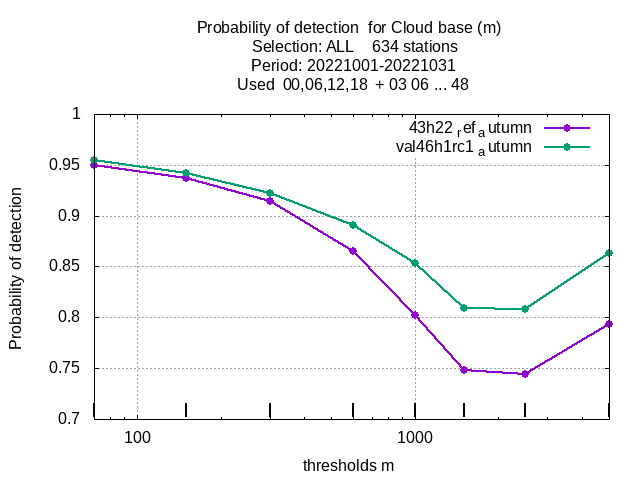 Probability of detection  for Cloud base (m)
Selection: ALL    634 stations
Period: 20221001-20221031
Used  00,06,12,18  + 03 06 ... 48
1
0.95
0.9
0.85
0.8
0.75
0.7
Probability of detection
43h22 ref a utumn
val46h1rc1 a utumn
100
1000
thresholds m